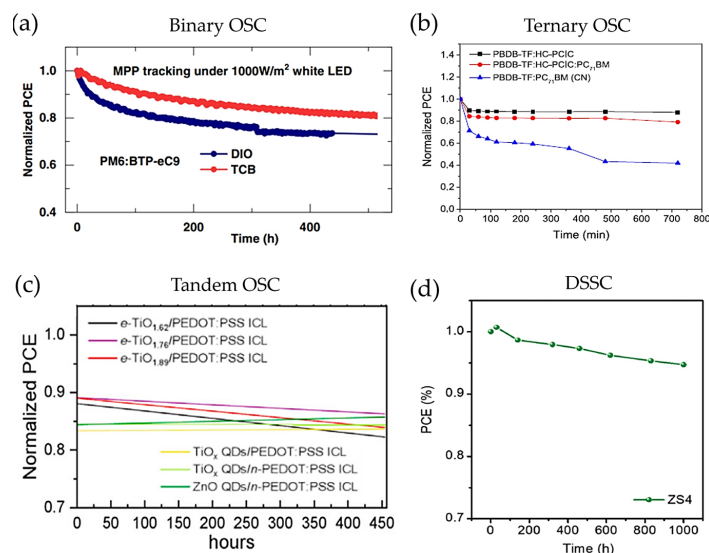 (a)
Binary OSC
MPP tracking under 1000W/m² white LED
PM6:BTP-eC9
DIO
TCB
Normalized PCE
1.0
0.8
0.6
0.4
0
200
400
Time (h)
(b)
Ternary OSC
PBDB-TF:HC-PCIC
PBDB-TF:HC-PCIC:PC₇₁BM
PBDB-TF:PC₇₁BM (CN)
Normalized PCE
1.4
1.2
1.0
0.8
0.6
0.4
0.2
0.0
0
100
200
300
400
500
600
700
800
Time (min)
(c)
Tandem OSC
e-TiO₁.₆₂/PEDOT:PSS ICL
e-TiO₁.₇₆/PEDOT:PSS ICL
e-TiO₁.₈₉/PEDOT:PSS ICL
TiOₓ QDs/PEDOT:PSS ICL
TiOₓ QDs/n-PEDOT:PSS ICL
ZnO QDs/n-PEDOT:PSS ICL
Normalized PCE
1.0
0.9
0.8
0.7
0
50
100
150
200
250
300
350
400
450
hours
(d)
DSSC
PCE (%)
1.0
0.9
0.8
0.7
ZS4
0
200
400
600
800
1000
Time (h)